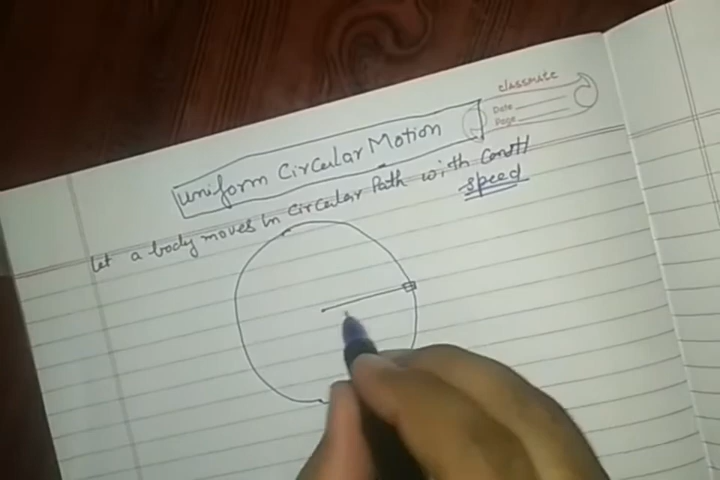 classmate
Date
Page
Uniform Circular Motion
Let a body moves in circular Path with Constt
speed